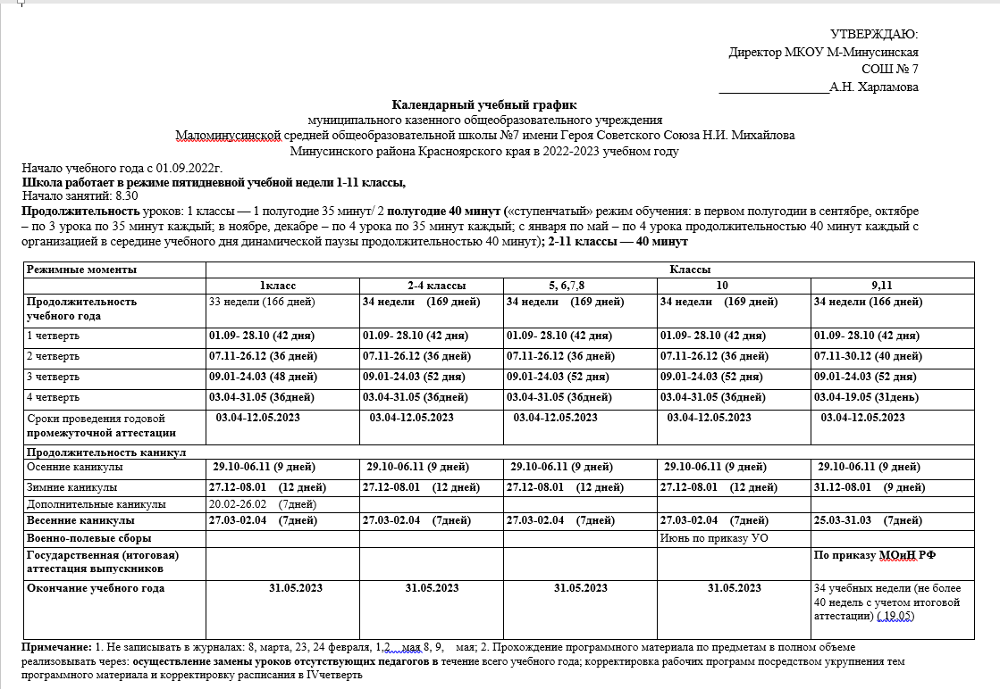 УТВЕРЖДАЮ:
Директор МКОУ М-Минусинская
СОШ № 7
__________________А.Н. Харламова
Календарный учебный график
муниципального казенного общеобразовательного учреждения
Маломинусинской средней общеобразовательной школы №7 имени Героя Советского Союза Н.И. Михайлова
Минусинского района Красноярского края в 2022-2023 учебном году
Начало учебного года с 01.09.2022г.
Школа работает в режиме пятидневной учебной недели 1-11 классы,
Начало занятий: 8.30
Продолжительность уроков: 1 классы — 1 полугодие 35 минут/ 2 полугодие 40 минут («ступенчатый» режим обучения: в первом полугодии в сентябре, октябре
– по 3 урока по 35 минут каждый; в ноябре, декабре – по 4 урока по 35 минут каждый; с января по май – по 4 урока продолжительностью 40 минут каждый с
организацией в середине учебного дня динамической паузы продолжительностью 40 минут); 2-11 классы — 40 минут
Режимные моменты Классы
1класс 2-4 классы 5, 6,7,8 10 9,11
Продолжительность учебного года 33 недели (166 дней) 34 недели (169 дней) 34 недели (169 дней) 34 недели (169 дней) 34 недели (166 дней)
1 четверть 01.09- 28.10 (42 дня) 01.09- 28.10 (42 дня) 01.09- 28.10 (42 дня) 01.09- 28.10 (42 дня) 01.09- 28.10 (42 дня)
2 четверть 07.11-26.12 (36 дней) 07.11-26.12 (36 дней) 07.11-26.12 (36 дней) 07.11-26.12 (36 дней) 07.11-30.12 (40 дней)
3 четверть 09.01-24.03 (48 дней) 09.01-24.03 (52 дня) 09.01-24.03 (52 дня) 09.01-24.03 (52 дня) 09.01-24.03 (52 дня)
4 четверть 03.04-31.05 (36дней) 03.04-31.05 (36дней) 03.04-31.05 (36дней) 03.04-31.05 (36дней) 03.04-19.05 (31день)
Сроки проведения годовой промежуточной аттестации 03.04-12.05.2023 03.04-12.05.2023 03.04-12.05.2023 03.04-12.05.2023 03.04-12.05.2023
Продолжительность каникул
Осенние каникулы 29.10-06.11 (9 дней) 29.10-06.11 (9 дней) 29.10-06.11 (9 дней) 29.10-06.11 (9 дней) 29.10-06.11 (9 дней)
Зимние каникулы 27.12-08.01 (12 дней) 27.12-08.01 (12 дней) 27.12-08.01 (12 дней) 27.12-08.01 (12 дней) 31.12-08.01 (9 дней)
Дополнительные каникулы 20.02-26.02 (7дней)
Весенние каникулы 27.03-02.04 (7дней) 27.03-02.04 (7дней) 27.03-02.04 (7дней) 27.03-02.04 (7дней) 25.03-31.03 (7дней)
Военно-полевые сборы Июнь по приказу УО
Государственная (итоговая) аттестация выпускников По приказу МОиН РФ
Окончание учебного года 31.05.2023 31.05.2023 31.05.2023 31.05.2023 34 учебных недели (не более 40 недель с учетом итоговой аттестации) ( 19.05)
Примечание: 1. Не записывать в журналах: 8, марта, 23, 24 февраля, 1,2, мая 8, 9, мая; 2. Прохождение программного материала по предметам в полном объеме
реализовывать через: осуществление замены уроков отсутствующих педагогов в течение всего учебного года; корректировка рабочих программ посредством укрупнения тем
программного материала и корректировку расписания в IVчетверть